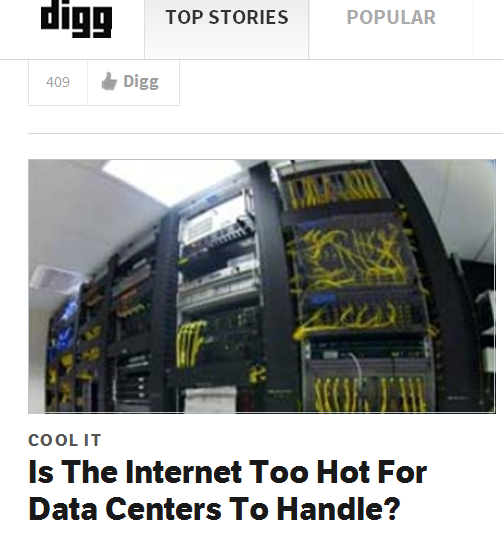 digg TOP STORIES POPULAR
409 Digg
COOL IT
Is The Internet Too Hot For
Data Centers To Handle?